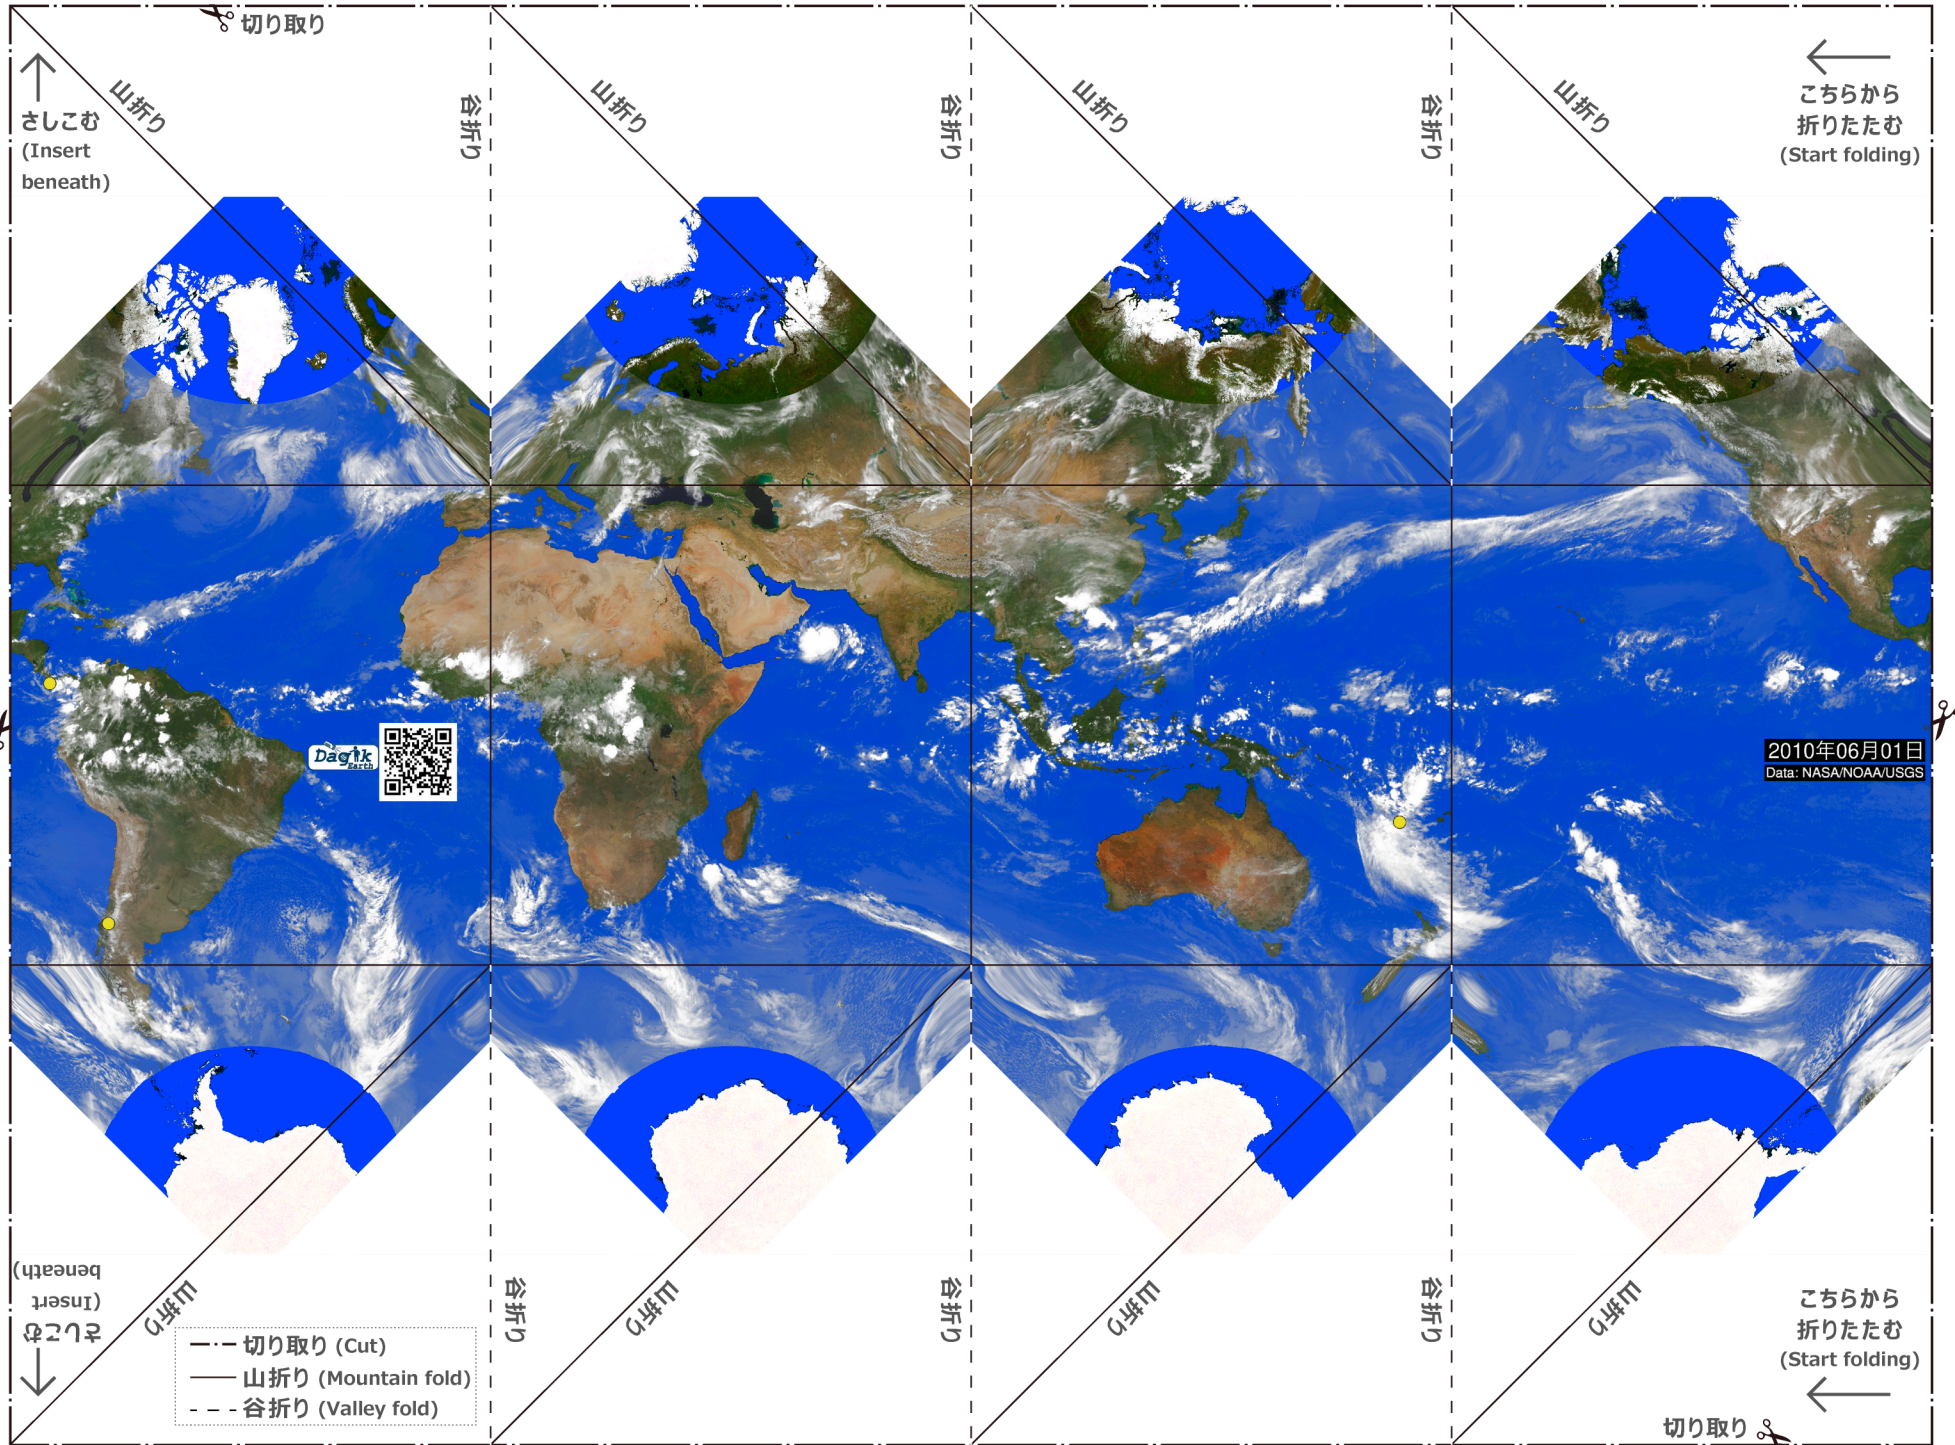 切り取り
さしこむ
(Insert
beneath)
山折り
谷折り
山折り
谷折り
山折り
谷折り
山折り
こちらから
折りたたむ
(Start folding)
Dagik
Earth
2010年06月01日
Data: NASA/NOAA/USGS
さしこむ
(Insert
beneath)
山折り
谷折り
山折り
谷折り
山折り
谷折り
山折り
こちらから
折りたたむ
(Start folding)
切り取り (Cut)
山折り (Mountain fold)
谷折り (Valley fold)
切り取り